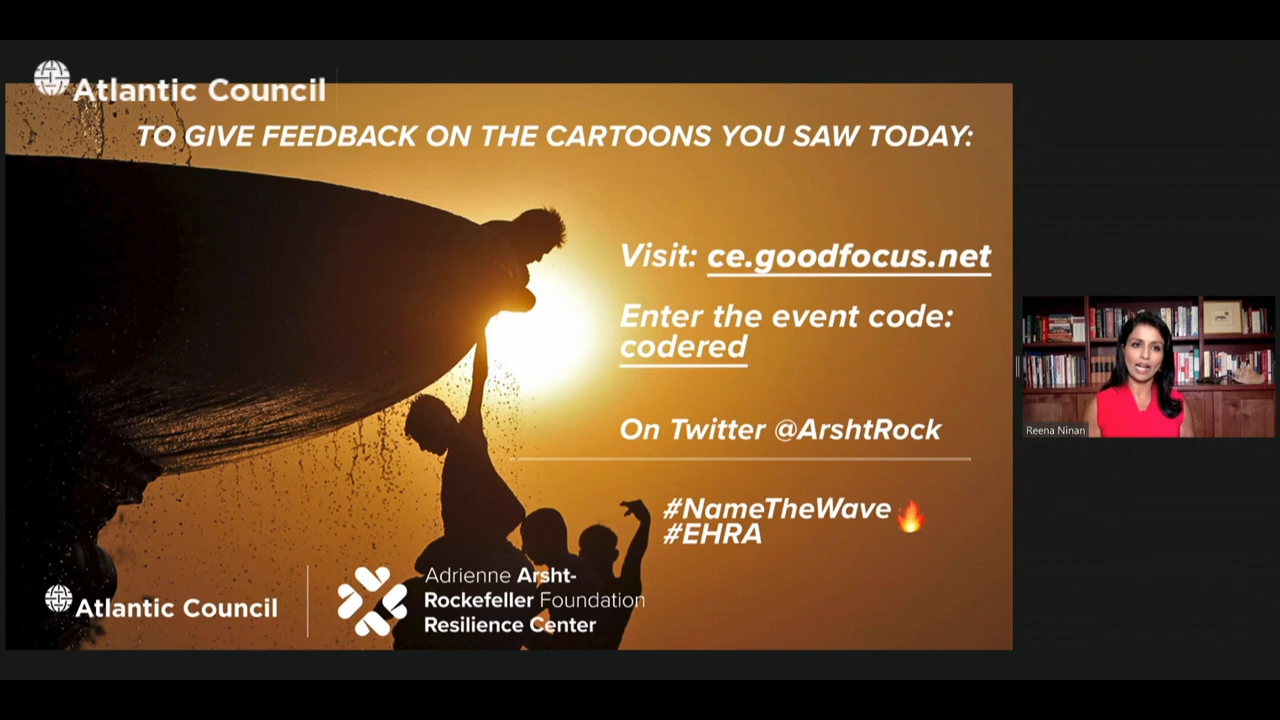 Atlantic Council
TO GIVE FEEDBACK ON THE CARTOONS YOU SAW TODAY:
Visit: ce.goodfocus.net
Enter the event code:
codered
On Twitter @ArshtRock
#NameTheWave🔥
#EHRA
Atlantic Council
Adrienne Arsht-
Rockefeller Foundation
Resilience Center
Reena Ninan